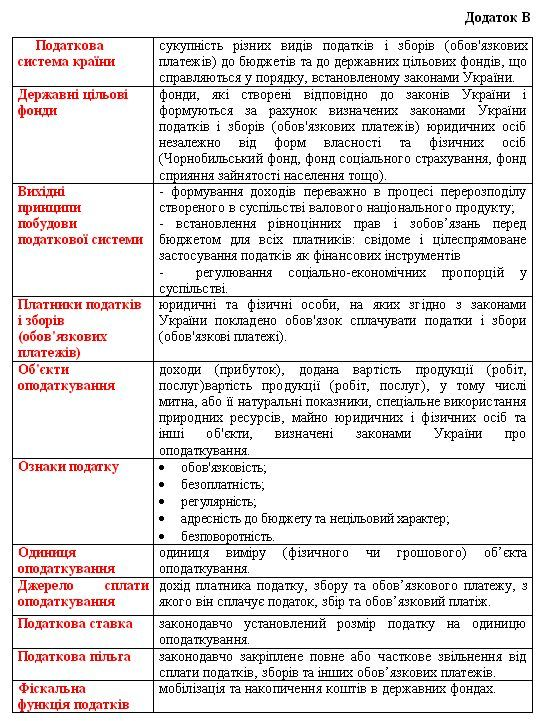 Додаток В
Податкова
система країни
сукупність різних видів податків і зборів (обов'язкових
платежів) до бюджетів та до державних цільових фондів, що
справляються у порядку, встановленому законами України.
Державні цільові
фонди
фонди, які створені відповідно до законів України і
формуються за рахунок визначених законами України
податків і зборів (обов'язкових платежів) юридичних осіб
незалежно від форм власності та фізичних осіб
(Чорнобильський фонд, фонд соціального страхування, фонд
сприяння зайнятості населення тощо).
Вихідні
принципи
побудови
податкової системи
- формування доходів переважно в процесі перерозподілу
створеного в суспільстві валового національного продукту;
- встановлення рівноцінних прав і зобов’язань перед
бюджетом для всіх платників: свідоме і цілеспрямоване
застосування податків як фінансових інструментів
- регулювання соціально-економічних пропорцій у
суспільстві.
Платники податків
і зборів
(обов'язкових
платежів)
юридичні та фізичні особи, на яких згідно з законами
України покладено обов'язок сплачувати податки і збори
(обов'язкові платежі).
Об'єкти
оподаткування
доходи (прибуток), додана вартість продукції (робіт,
послуг)вартість продукції (робіт, послуг), у тому числі
митна, або її натуральні показники, спеціальне використання
природних ресурсів, майно юридичних і фізичних осіб та
інші об'єкти, визначені законами України про
оподаткування.
Ознаки податку
• обов'язковість;
• безоплатність;
• регулярність;
• адресність до бюджету та нецільовий характер;
• безповоротність.
Одиниця
оподаткування
одиниця виміру (фізичного чи грошового) об’єкта
оподаткування.
Джерело сплати
оподаткування
дохід платника податку, збору та обов’язкового платежу, з
якого він сплачує податок, збір та обов’язковий платіж.
Податкова ставка
законодавчо установлений розмір податку на одиницю
оподаткування.
Податкова пільга
законодавчо закріплене повне або часткове звільнення від
сплати податків, зборів та інших обов’язкових платежів.
Фіскальна
функція податків
мобілізація та накопичення коштів в державних фондах.